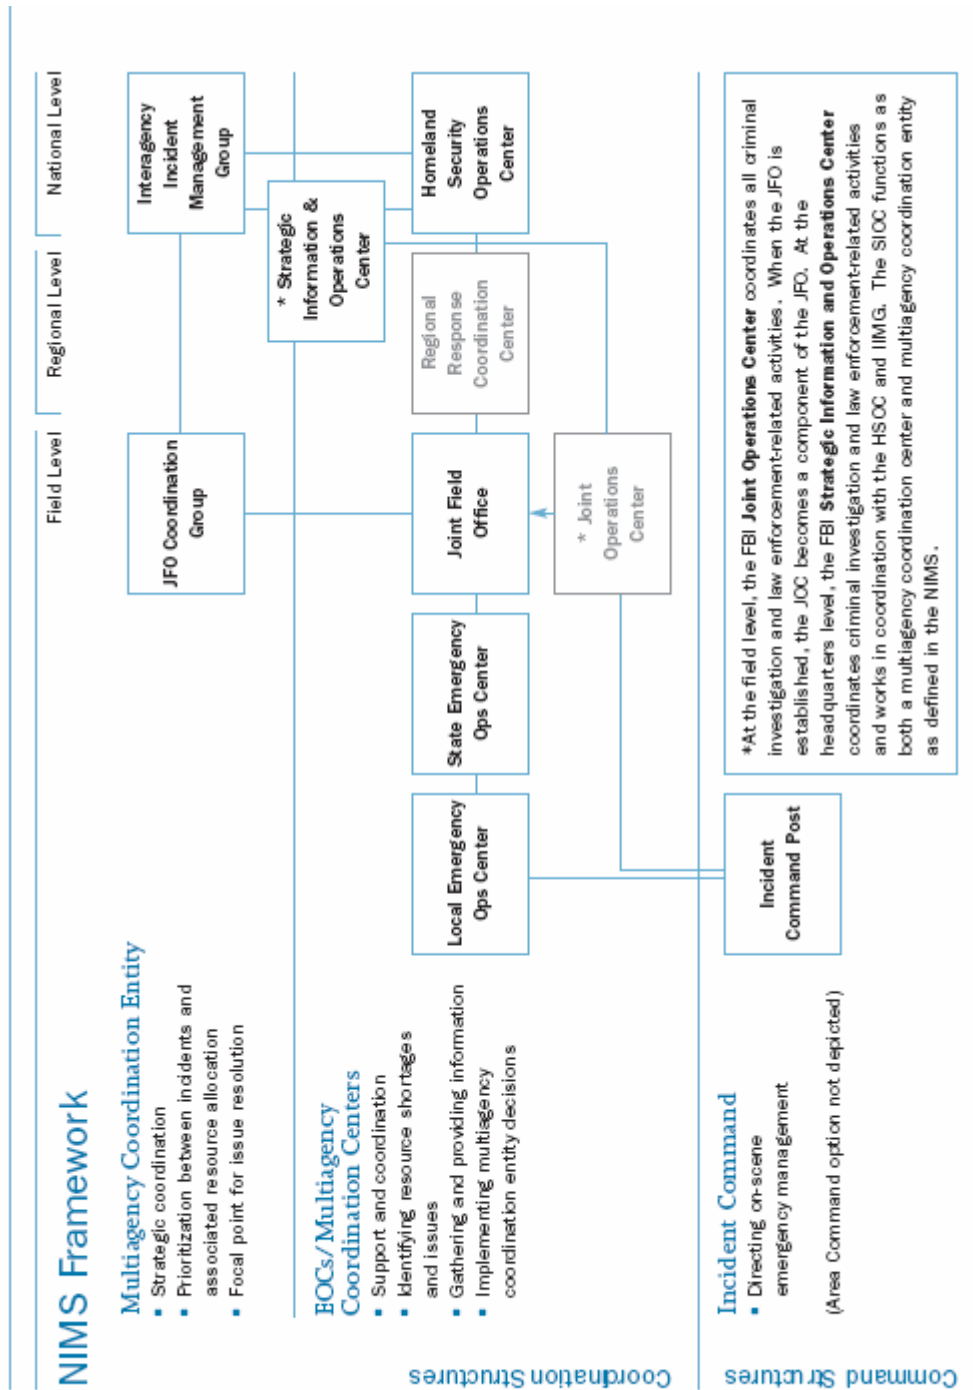 NIMS Framework
Field Level
Regional Level
National Level
Multiagency Coordination Entity
Strategic coordination
Prioritization between incidents and
associated resource allocation
Focal point for issue resolution
JFO Coordination
Group
Interagency
Incident
Management
Group
* Strategic
Information &
Operations
Center
EOCs/Multiagency
Coordination Centers
Support and coordination
Identifying resource shortages
and issues
Gathering and providing information
Implementing multiagency
coordination entity decisions
Local Emergency
Ops Center
State Emergency
Ops Center
Joint Field
Office
Regional
Response
Coordination
Center
Homeland
Security
Operations
Center
* Joint
Operations
Center
Coordination Structures
Incident Command
Directing on-scene
emergency management
(Area Command option not depicted)
Incident
Command Post
*At the field level, the FBI Joint Operations Center coordinates all criminal
investigation and law enforcement-related activities. When the JFO is
established, the JOC becomes a component of the JFO. At the
headquarters level, the FBI Strategic Information and Operations Center
coordinates criminal investigation and law enforcement-related activities
and works in coordination with the HSOC and IIMG. The SIOC functions as
both a multiagency coordination center and multiagency coordination entity
as defined in the NIMS.
Command Structures